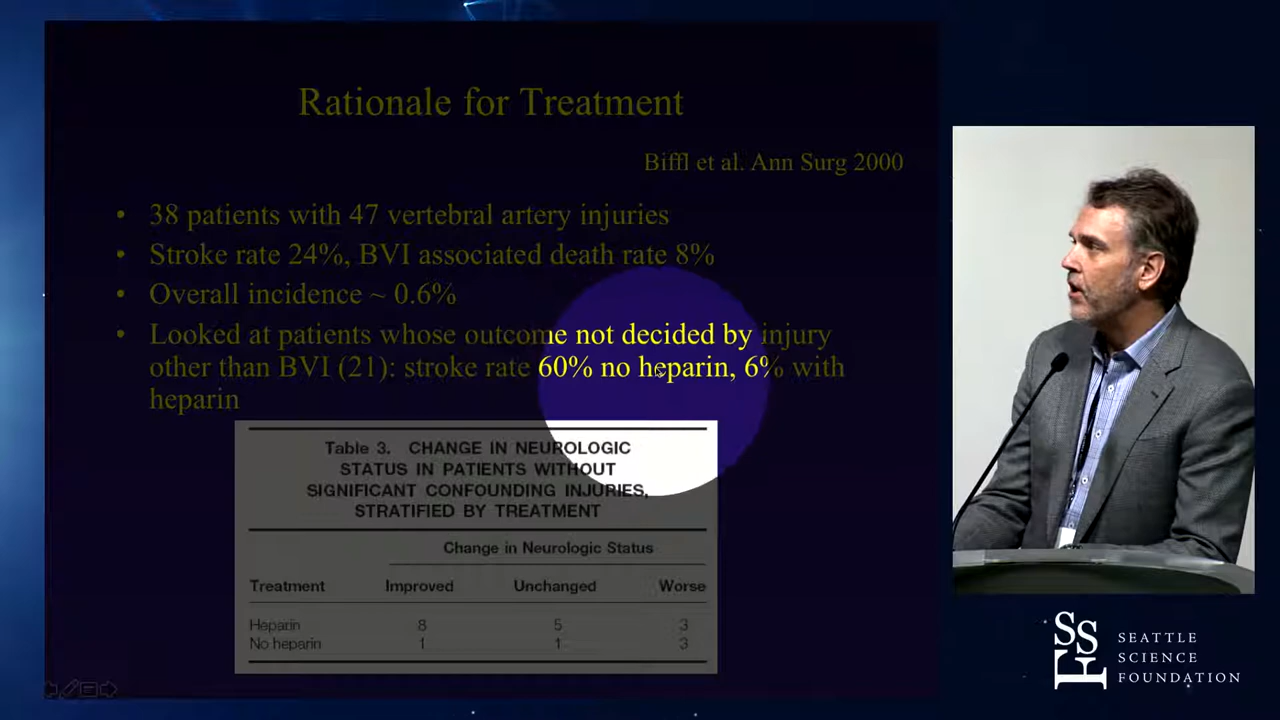 Rationale for Treatment
Biffl et al. Ann Surg 2000
• 38 patients with 47 vertebral artery injuries
• Stroke rate 24%, BVI associated death rate 8%
• Overall incidence ~ 0.6%
• Looked at patients whose outcome not decided by injury
other than BVI (21): stroke rate 60% no heparin, 6% with
heparin
Table 3. CHANGE IN NEUROLOGIC
STATUS IN PATIENTS WITHOUT
SIGNIFICANT CONFOUNDING INJURIES,
STRATIFIED BY TREATMENT
Change in Neurologic Status
Treatment Improved Unchanged Worse
Heparin 8 5 3
No heparin 1 1 3
SSF
SEATTLE
SCIENCE
FOUNDATION